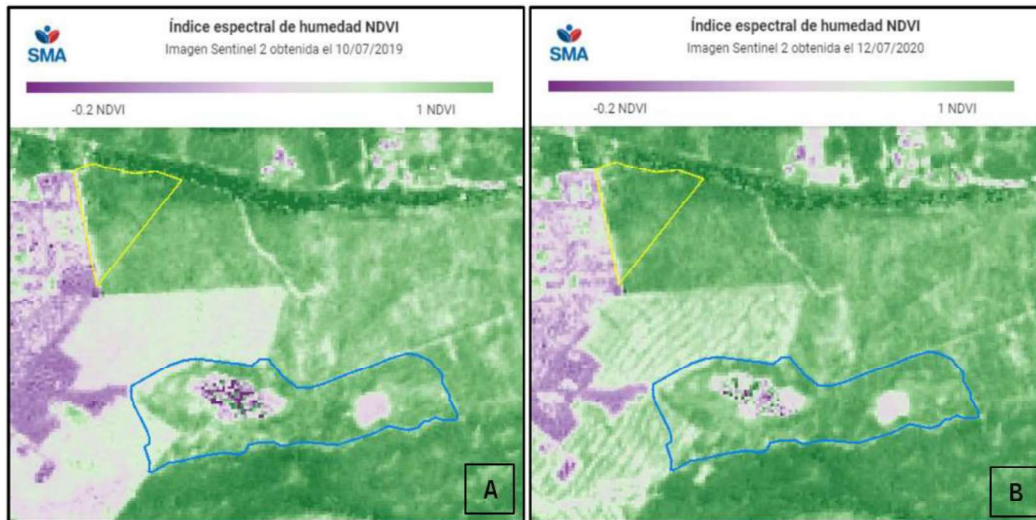 SMA
Índice espectral de humedad NDVI
Imagen Sentinel 2 obtenida el 10/07/2019
-0.2 NDVI
1 NDVI
A
SMA
Índice espectral de humedad NDVI
Imagen Sentinel 2 obtenida el 12/07/2020
-0.2 NDVI
1 NDVI
B